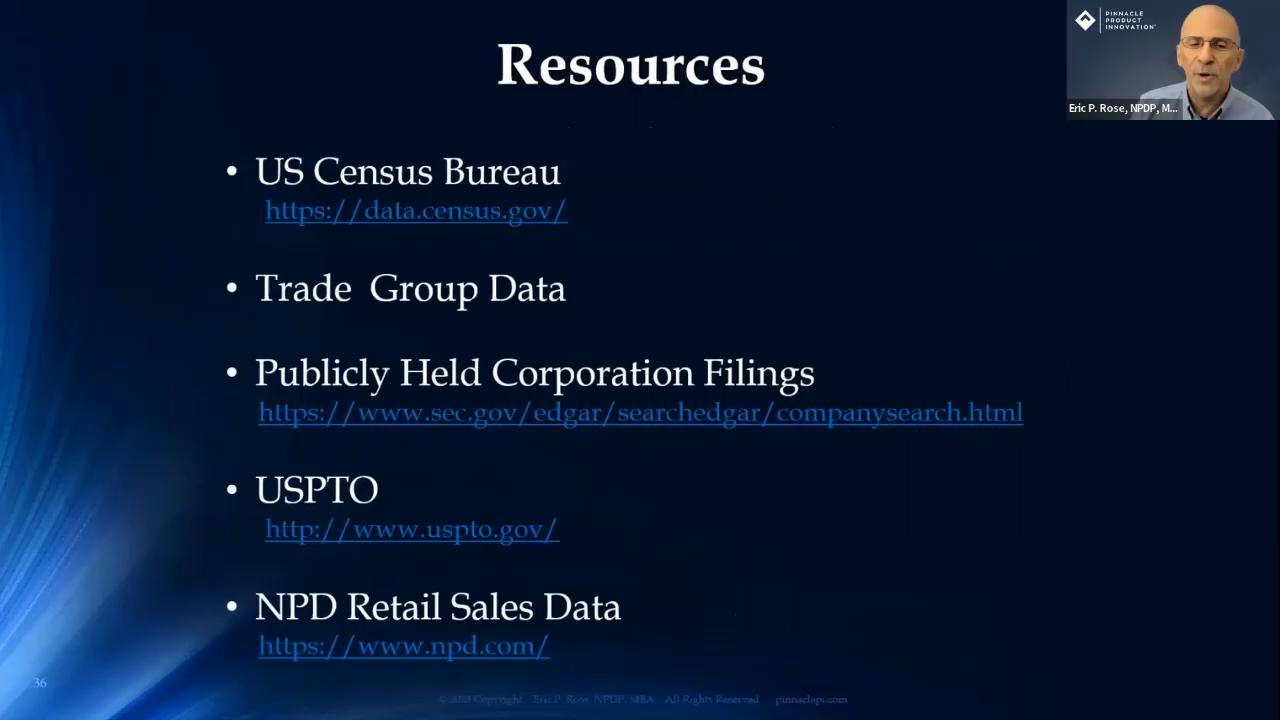 Resources
PINNACLE
PRODUCT
INNOVATION
Eric P. Rose, NPDP, M...
• US Census Bureau
https://data.census.gov/
• Trade Group Data
• Publicly Held Corporation Filings
https://www.sec.gov/edgar/searchedgar/companysearch.html
• USPTO
http://www.uspto.gov/
• NPD Retail Sales Data
https://www.npd.com/
36
© Copyright Eric P. Rose, NPDP, MBA All Rights Reserved pinnacleps.com